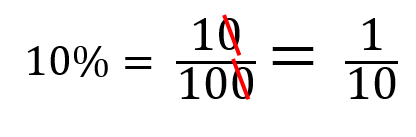 10% = 10/100 = 1/10